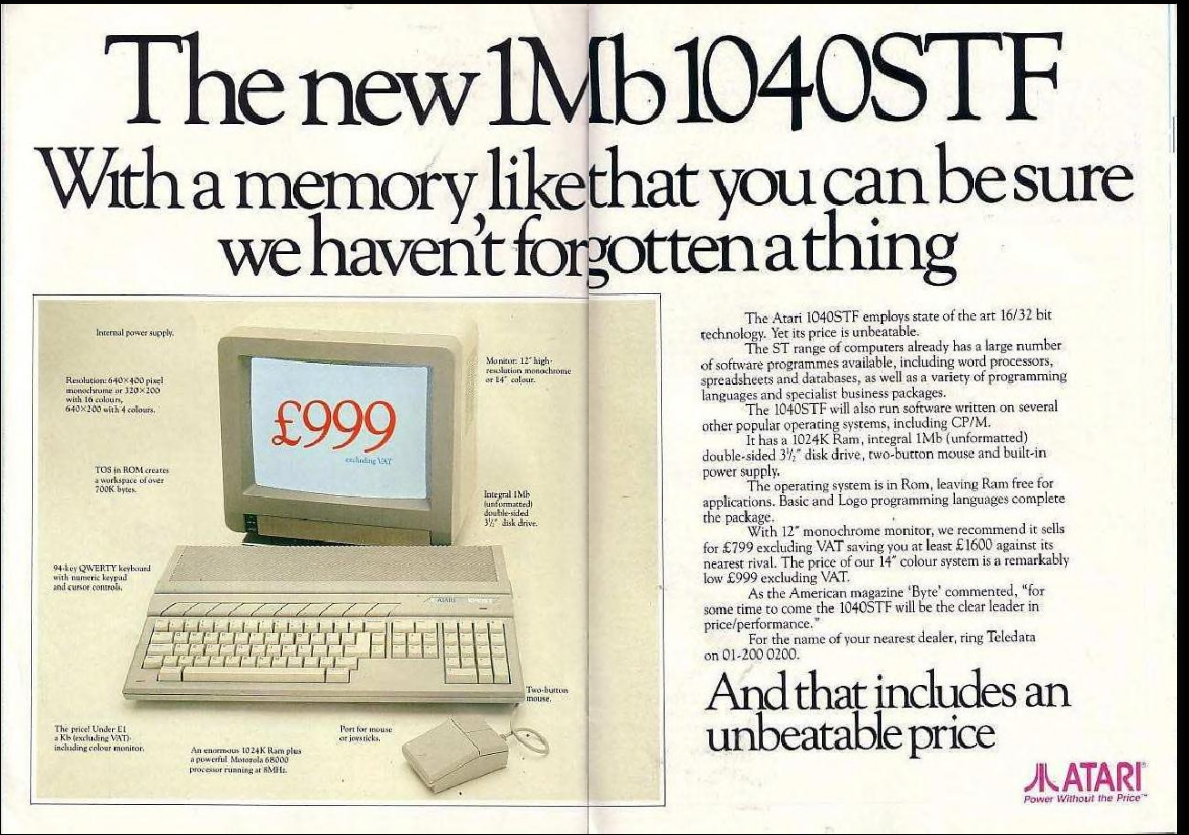 The new 1Mb 1040STF
With a memory like that you can be sure
we haven't forgotten a thing
Internal power supply.
Resolution: 640×400 pixel
monochrome or 320×200
with 16 colours,
640×200 with 4 colours.
TOS in ROM creates
a workspace of over
700K bytes.
94-key QWERTY keyboard
with numeric keypad
and cursor controls.
The price! Under £1
a Kb (excluding VAT)
including colour monitor.
An enormous 1024K Ram plus
a powerful Motorola 68000
processor running at 8MHz.
Port for mouse
or joysticks.
Two-button
mouse.
Integral 1Mb
(unformatted)
double-sided
3½″ disk drive.
Monitor: 12″ high-
resolution monochrome
or 14″ colour.
£999
excluding VAT
ATARI
The Atari 1040STF employs state of the art 16/32 bit
technology. Yet its price is unbeatable.
The ST range of computers already has a large number
of software programmes available, including word processors,
spreadsheets and databases, as well as a variety of programming
languages and specialist business packages.
The 1040STF will also run software written on several
other popular operating systems, including CP/M.
It has a 1024K Ram, integral 1Mb (unformatted)
double-sided 3½″ disk drive, two-button mouse and built-in
power supply.
The operating system is in Rom, leaving Ram free for
applications. Basic and Logo programming languages complete
the package.
With 12″ monochrome monitor, we recommend it sells
for £799 excluding VAT saving you at least £1600 against its
nearest rival. The price of our 14″ colour system is a remarkably
low £999 excluding VAT.
As the American magazine 'Byte' commented, "for
some time to come the 1040STF will be the clear leader in
price/performance."
For the name of your nearest dealer, ring Teledata
on 01-200 0200.
And that includes an
unbeatable price
ATARI®
Power Without the Price™